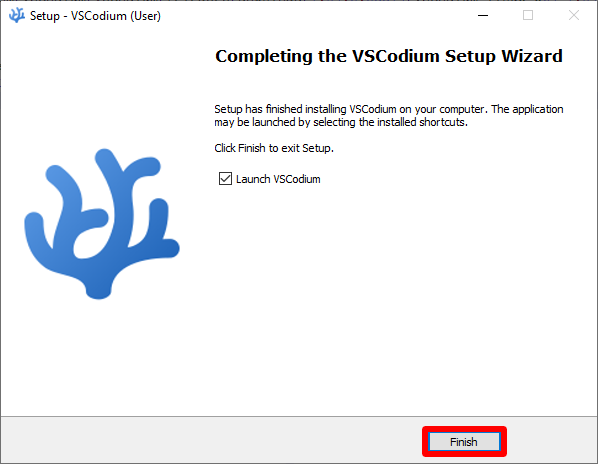 Setup - VSCodium (User)
Completing the VSCodium Setup Wizard
Setup has finished installing VSCodium on your computer. The application
may be launched by selecting the installed shortcuts.
Click Finish to exit Setup.
Launch VSCodium
Finish